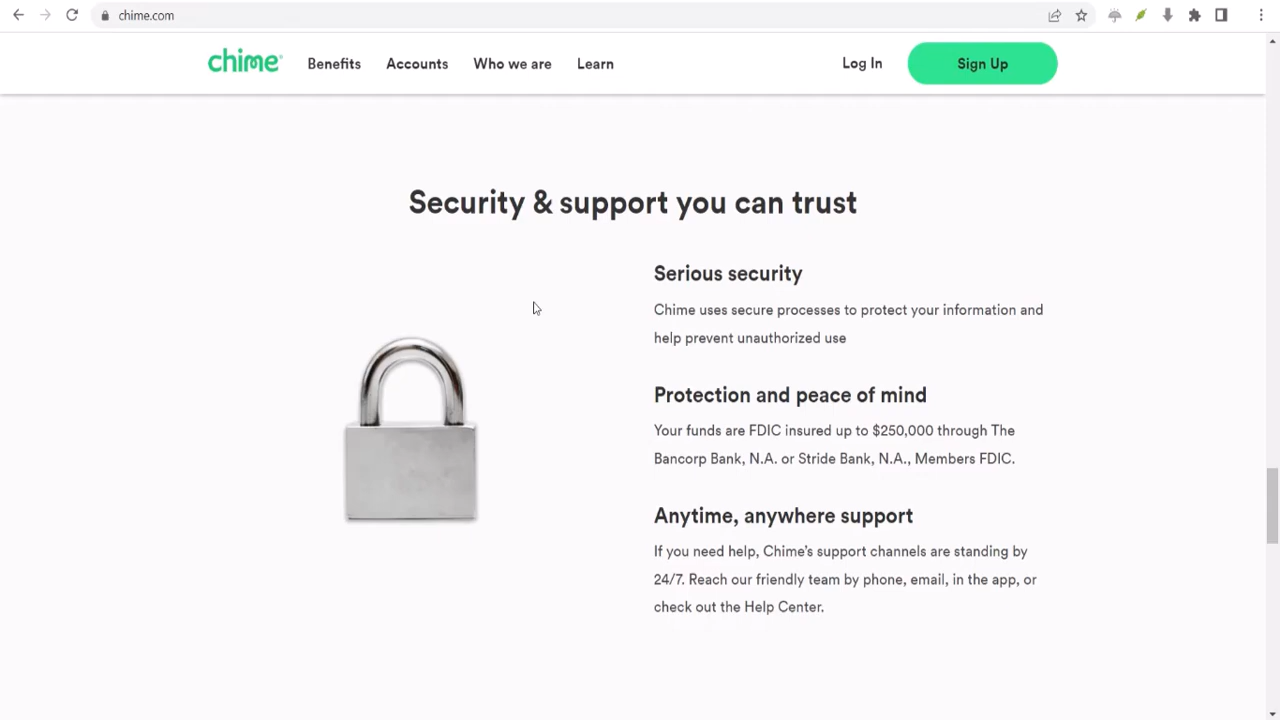 chime.com
chime®
Benefits
Accounts
Who we are
Learn
Log In
Sign Up
Security & support you can trust
Serious security
Chime uses secure processes to protect your information and
help prevent unauthorized use
Protection and peace of mind
Your funds are FDIC insured up to $250,000 through The
Bancorp Bank, N.A. or Stride Bank, N.A., Members FDIC.
Anytime, anywhere support
If you need help, Chime’s support channels are standing by
24/7. Reach our friendly team by phone, email, in the app, or
check out the Help Center.